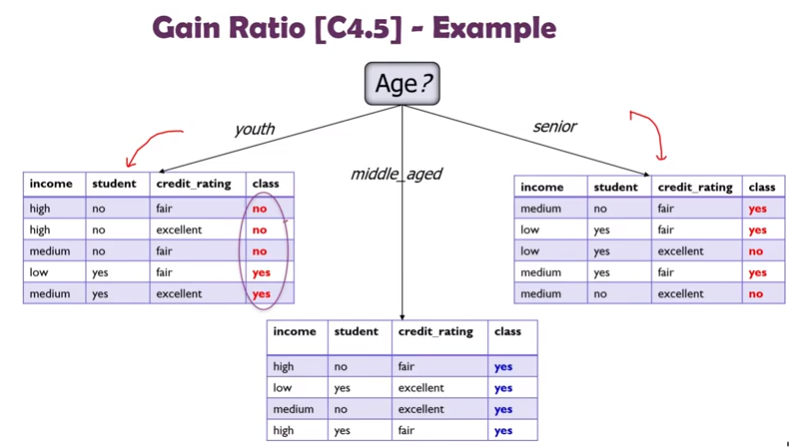 Gain Ratio [C4.5] - Example
Age?
youth
middle_aged
senior
income student credit_rating class
high no fair no
high no excellent no
medium no fair no
low yes fair yes
medium yes excellent yes
income student credit_rating class
high no fair yes
low yes excellent yes
medium no excellent yes
high yes fair yes
income student credit_rating class
medium no fair yes
low yes fair yes
low yes excellent no
medium yes fair yes
medium no excellent no